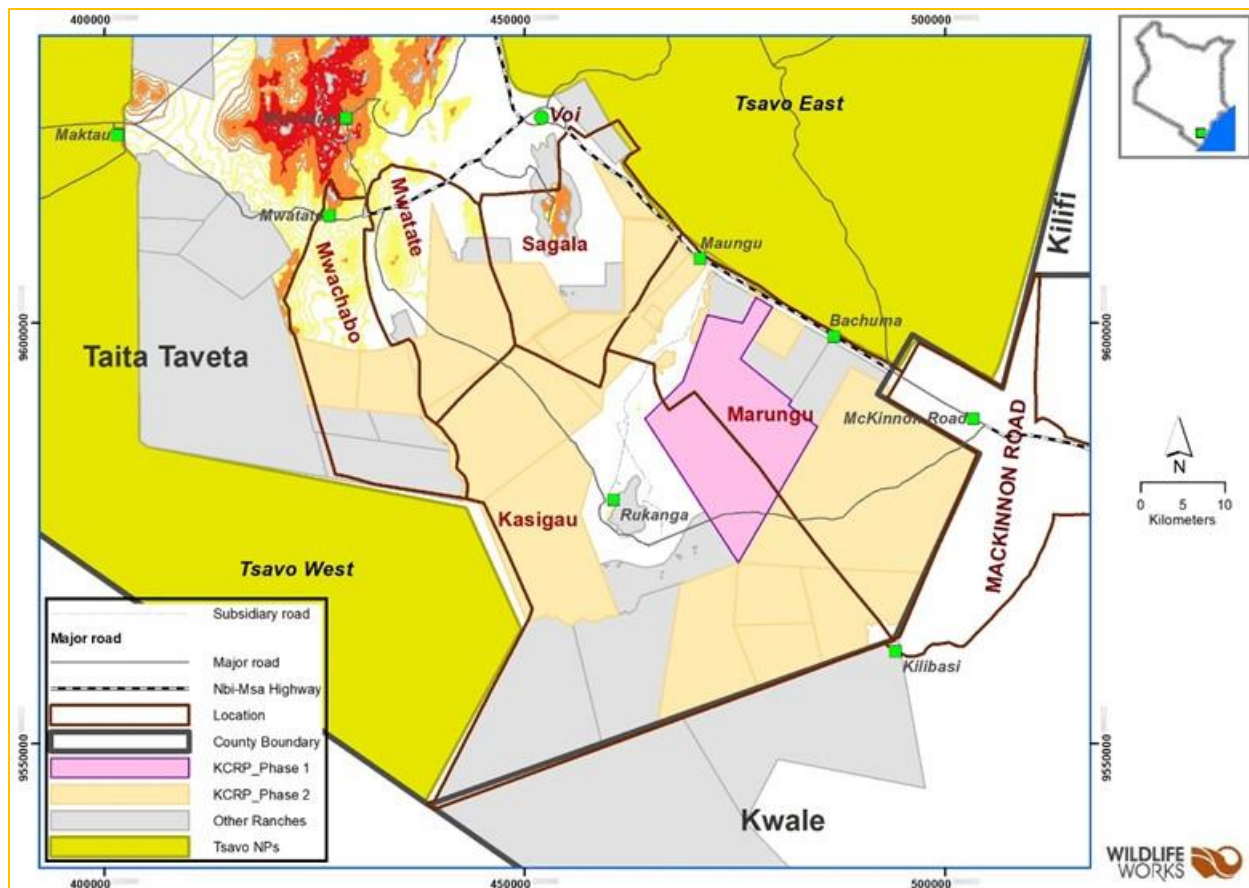 400000
450000
500000
Tsavo East
Voi
Maktau
Mwatate
Mwatate
Sagala
Kilifi
Mwachabo
Maungu
9600000
9600000
Bachuma
Taita Taveta
Marungu
McKinnon Road
MACKINNON ROAD
N
0 5 10
Kilometers
Kasigau
Rukanga
Tsavo West
Kilibasi
Subsidiary road
Major road
Major road
Nbi-Msa Highway
Location
County Boundary
KCRP_Phase 1
KCRP_Phase 2
Other Ranches
Tsavo NPs
9550000
9550000
Kwale
400000
450000
500000
WILDLIFE
WORKS